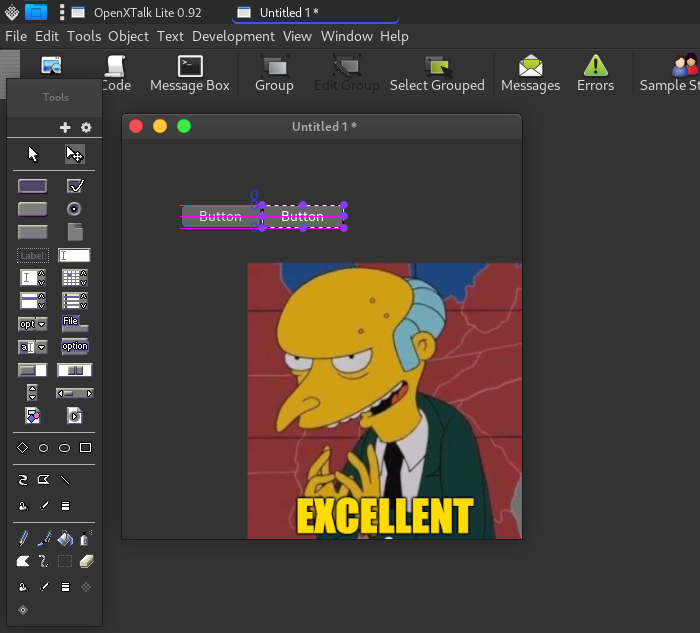 OpenXTalk Lite 0.92
Untitled 1 *
File Edit Tools Object Text Development View Window Help
Code Message Box Group Edit Group Select Grouped Messages Errors Sample St
Tools
Untitled 1 *
Button Button
Label:
opt File
option
EXCELLENT